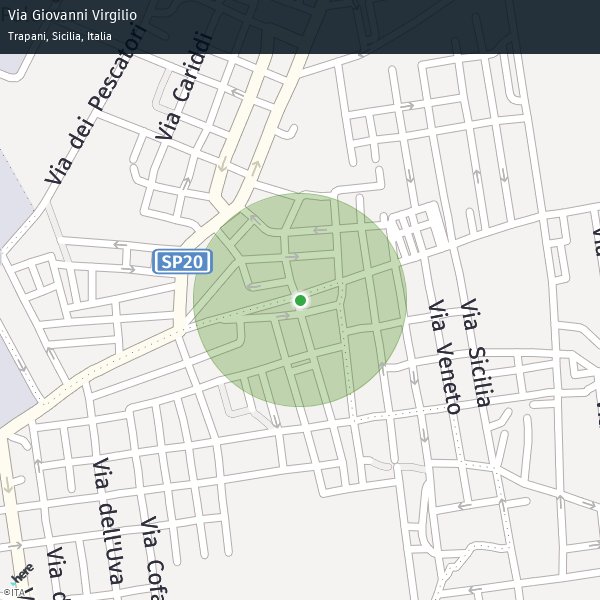 Via Giovanni Virgilio
Trapani, Sicilia, Italia
Via dei Pescatori
Via Cariddi
SP20
Via Veneto
Via Sicilia
Via dell'Uva
Via Cofa
Via d
here
©ITA